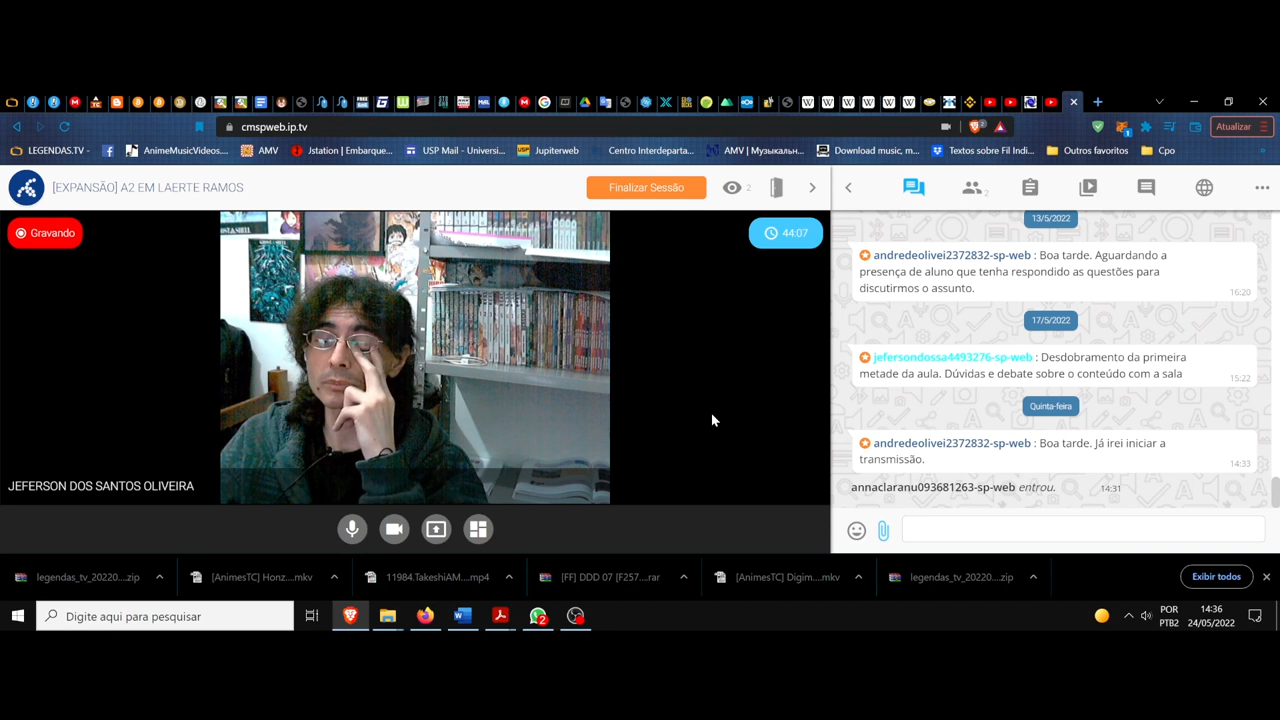 cmspweb.ip.tv
Atualizar
LEGENDAS.TV -
AnimeMusicVideos...
AMV
Jstation | Embarque...
USP Mail - Universi...
Jupiterweb
Centro Interdeparta...
AMV | Музыкальн...
Download music, m...
Textos sobre Fil Indi...
Outros favoritos
Cpo
[EXPANSÃO] A2 EM LAERTE RAMOS
Finalizar Sessão
2
2
Gravando
44:07
JEFERSON DOS SANTOS OLIVEIRA
13/5/2022
andredeolivei2372832-sp-web : Boa tarde. Aguardando a
presença de aluno que tenha respondido as questões para
discutirmos o assunto.
16:20
17/5/2022
jefersondossa4493276-sp-web : Desdobramento da primeira
metade da aula. Dúvidas e debate sobre o conteúdo com a sala
15:22
Quinta-feira
andredeolivei2372832-sp-web : Boa tarde. Já irei iniciar a
transmissão.
14:33
annaclaranu093681263-sp-web entrou.
14:31
legendas_tv_20220....zip
[AnimesTC] Honz....mkv
11984.TakeshiAM....mp4
[FF] DDD 07 [F257....rar
[AnimesTC] Digim....mkv
legendas_tv_20220....zip
Exibir todos
Digite aqui para pesquisar
POR
PTB2
14:36
24/05/2022